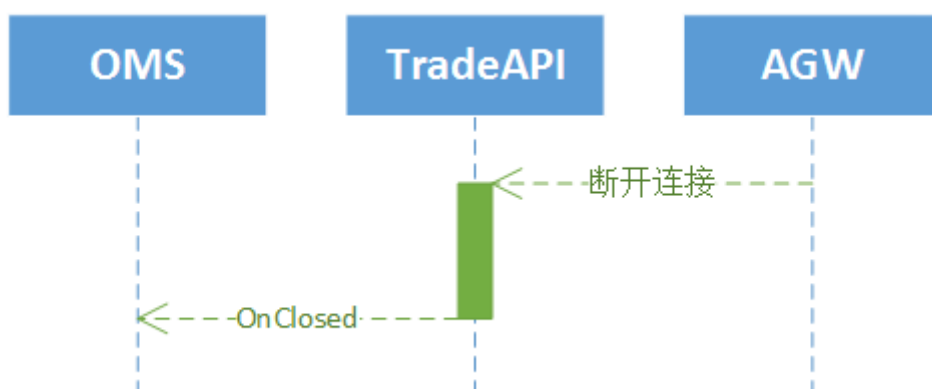 OMS
TradeAPI
AGW
断开连接
OnClosed